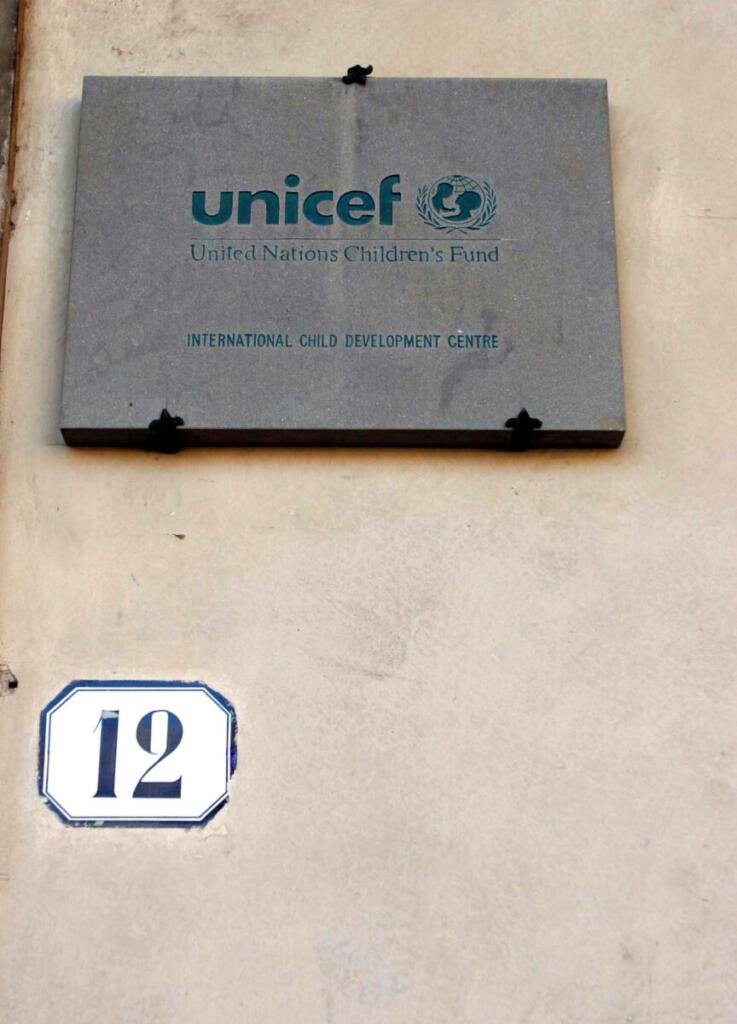 unicef
United Nations Children's Fund
INTERNATIONAL CHILD DEVELOPMENT CENTRE
12